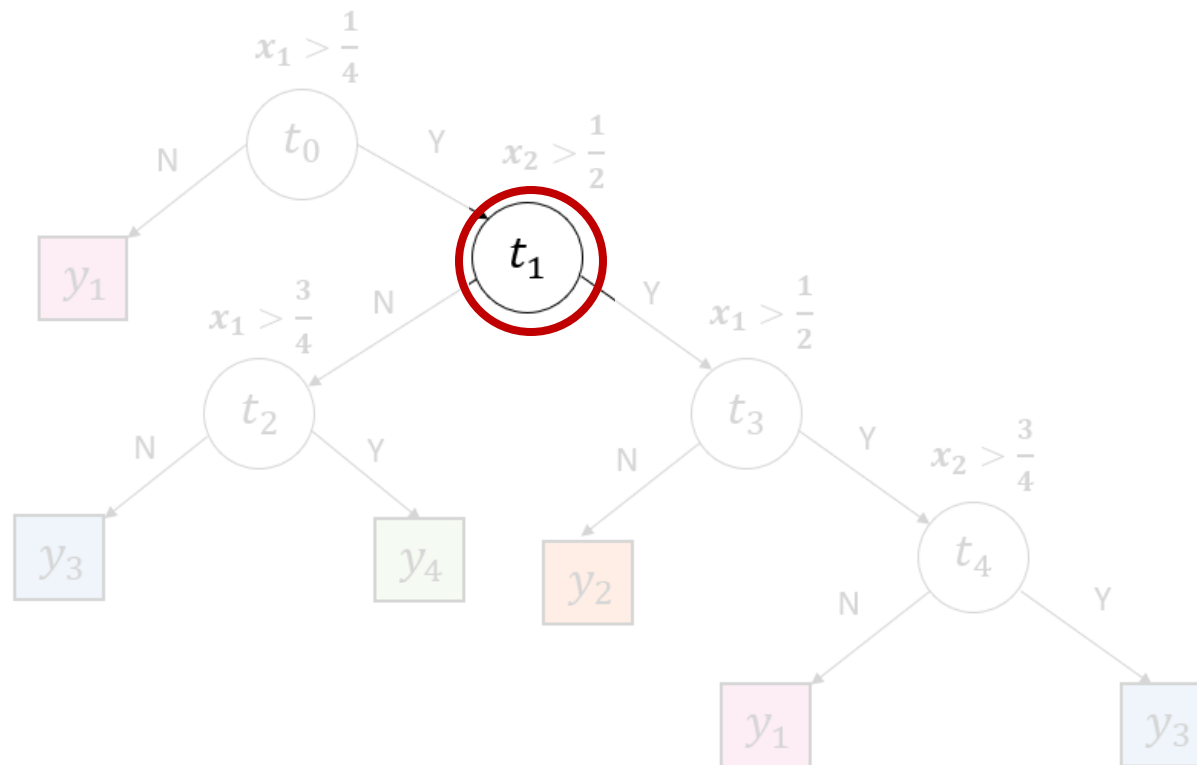 x₁ > 1/4
t₀
N
Y
x₂ > 1/2
y₁
t₁
N
Y
x₁ > 3/4
x₁ > 1/2
t₂
t₃
N
Y
N
Y
x₂ > 3/4
y₃
y₄
y₂
t₄
N
Y
y₁
y₃